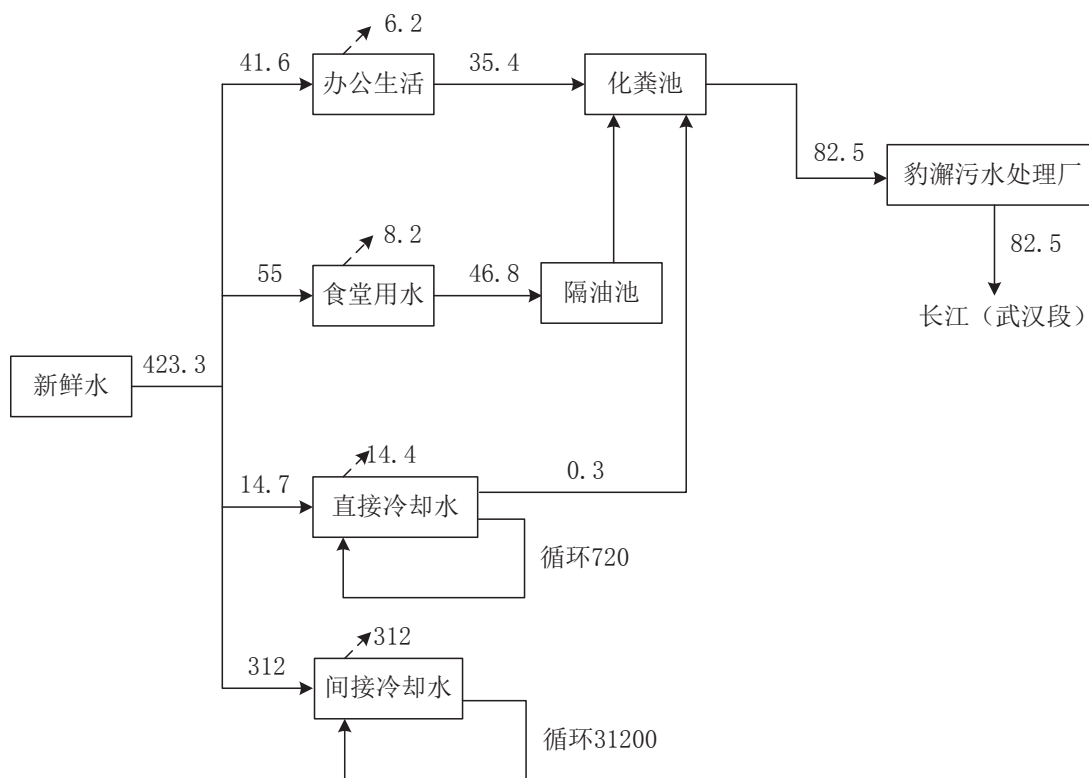 6.2
41.6
办公生活
35.4
化粪池
82.5
豹澥污水处理厂
82.5
长江（武汉段）
8.2
55
食堂用水
46.8
隔油池
新鲜水
423.3
14.4
14.7
直接冷却水
0.3
循环720
312
312
间接冷却水
循环31200